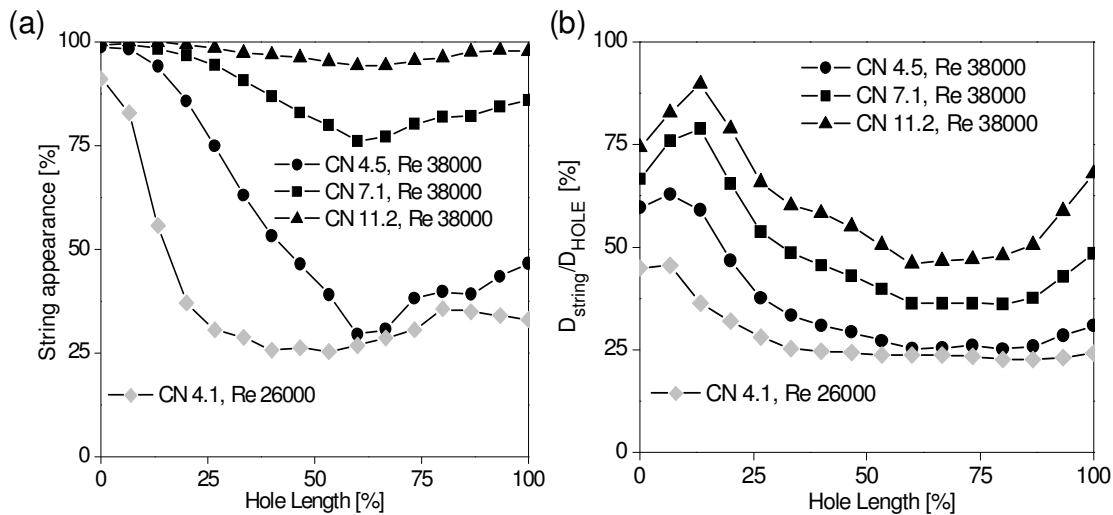 (a)
100
75
50
25
0
String appearance [%]
CN 4.5, Re 38000
CN 7.1, Re 38000
CN 11.2, Re 38000
CN 4.1, Re 26000
0
25
50
75
100
Hole Length [%]
(b)
100
75
50
25
0
D_string/D_HOLE [%]
CN 4.5, Re 38000
CN 7.1, Re 38000
CN 11.2, Re 38000
CN 4.1, Re 26000
0
25
50
75
100
Hole Length [%]